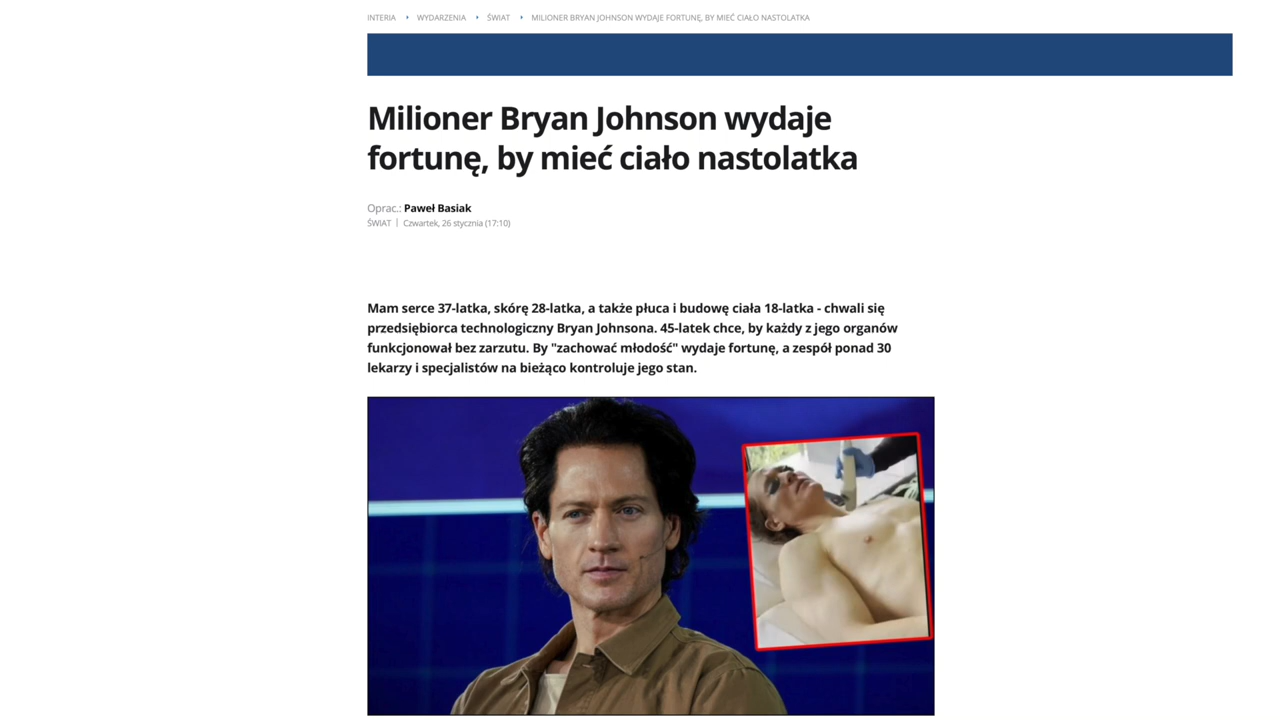 INTERIA WYDARZENIA ŚWIAT MILIONER BRYAN JOHNSON WYDAJE FORTUNĘ, BY MIEĆ CIAŁO NASTOLATKA
Milioner Bryan Johnson wydaje
fortunę, by mieć ciało nastolatka
Oprac.: Paweł Basiak
ŚWIAT | Czwartek, 26 stycznia (17:10)
Mam serce 37-latka, skórę 28-latka, a także płuca i budowę ciała 18-latka - chwali się
przedsiębiorca technologiczny Bryan Johnsona. 45-latek chce, by każdy z jego organów
funkcjonował bez zarzutu. By "zachować młodość" wydaje fortunę, a zespół ponad 30
lekarzy i specjalistów na bieżąco kontroluje jego stan.